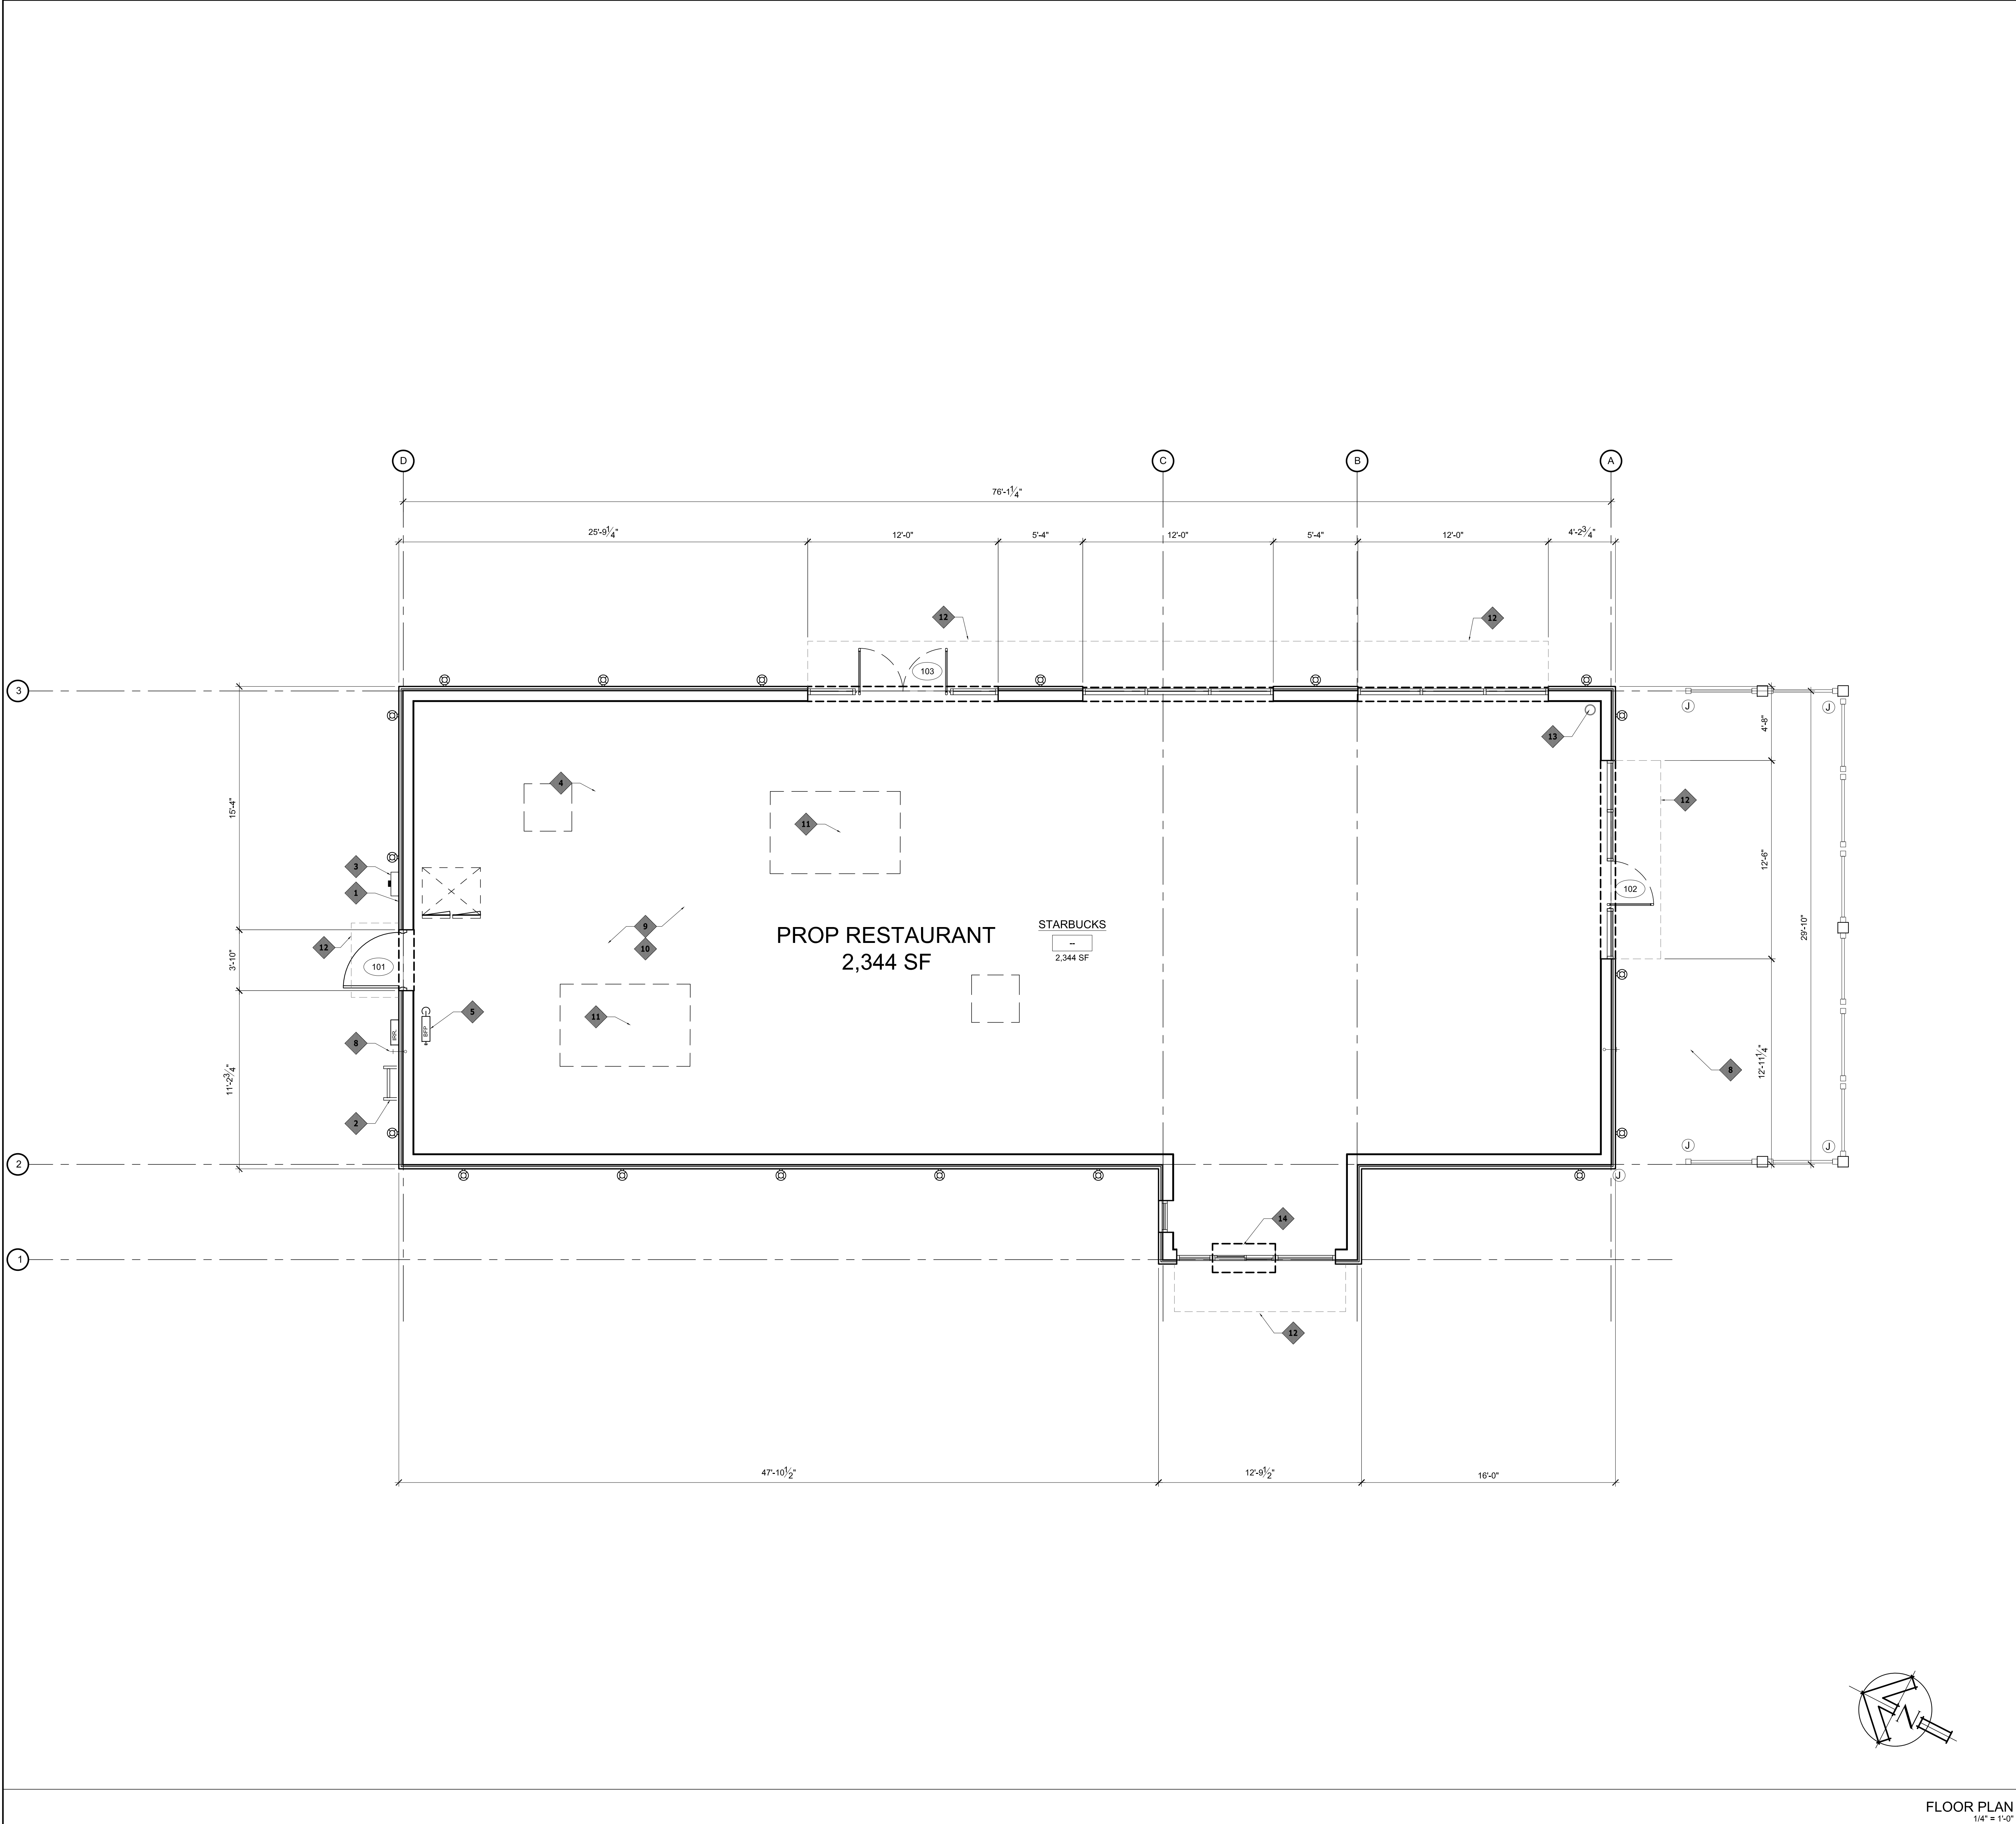 D
C
B
A
76'-1 1/4"
25'-9 1/4"
12'-0"
5'-4"
12'-0"
5'-4"
12'-0"
4'-2 3/4"
12
12
103
3
J
J
13
4'-8"
4
15'-4"
11
12
3
12'-6"
1
102
STARBUCKS
9
PROP RESTAURANT
--
29'-10"
12
10
2,344 SF
2,344 SF
3'-10"
101
5
11
IRR.
BFP
8
12'-11 1/4"
8
11'-2 3/4"
2
J
J
2
J
14
1
12
47'-10 1/2"
12'-9 1/2"
16'-0"
N
FLOOR PLAN
1/4" = 1'-0"